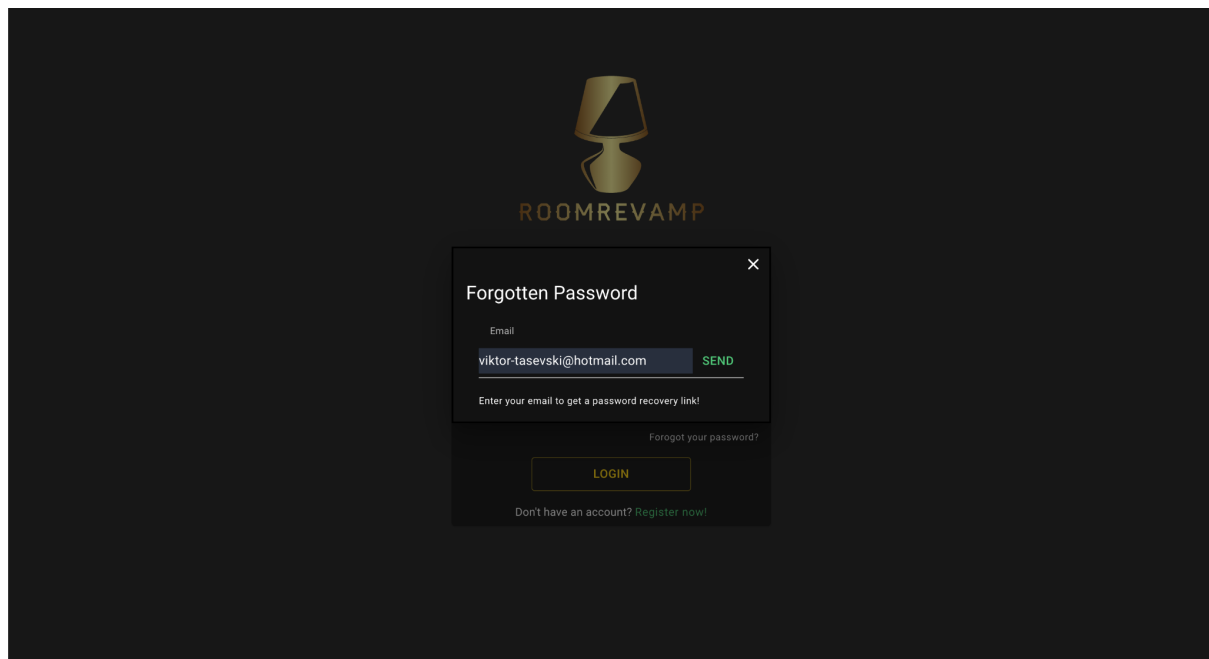 ROOMREVAMP
Forgotten Password
Email
viktor-tasevski@hotmail.com SEND
Enter your email to get a password recovery link!
Forogot your password?
LOGIN
Don't have an account? Register now!